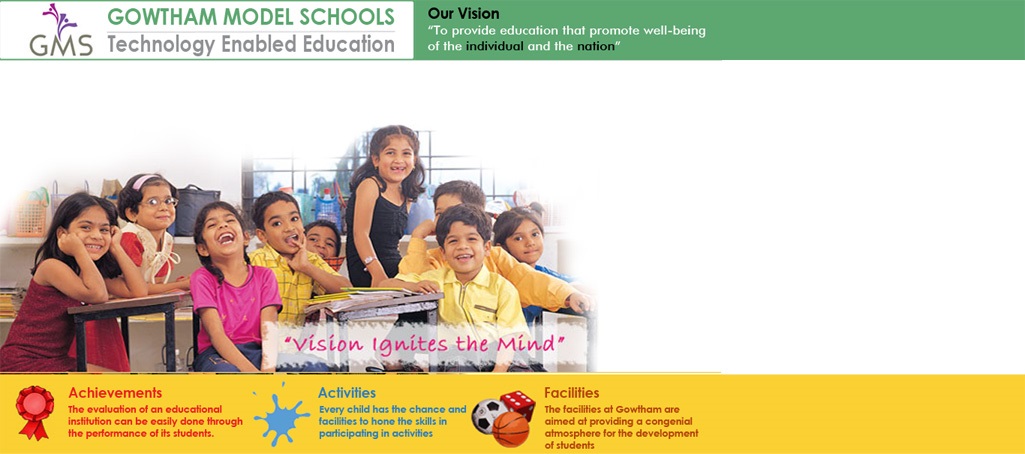 GMS
GOWTHAM MODEL SCHOOLS
Technology Enabled Education
Our Vision
“To provide education that promote well-being
of the individual and the nation”
“Vision Ignites the Mind”
Achievements
The evaluation of an educational
institution can be easily done through
the performance of its students.
Activities
Every child has the chance and
facilities to hone the skills in
participating in activities
Facilities
The facilities at Gowtham are
aimed at providing a congenial
atmosphere for the development
of students